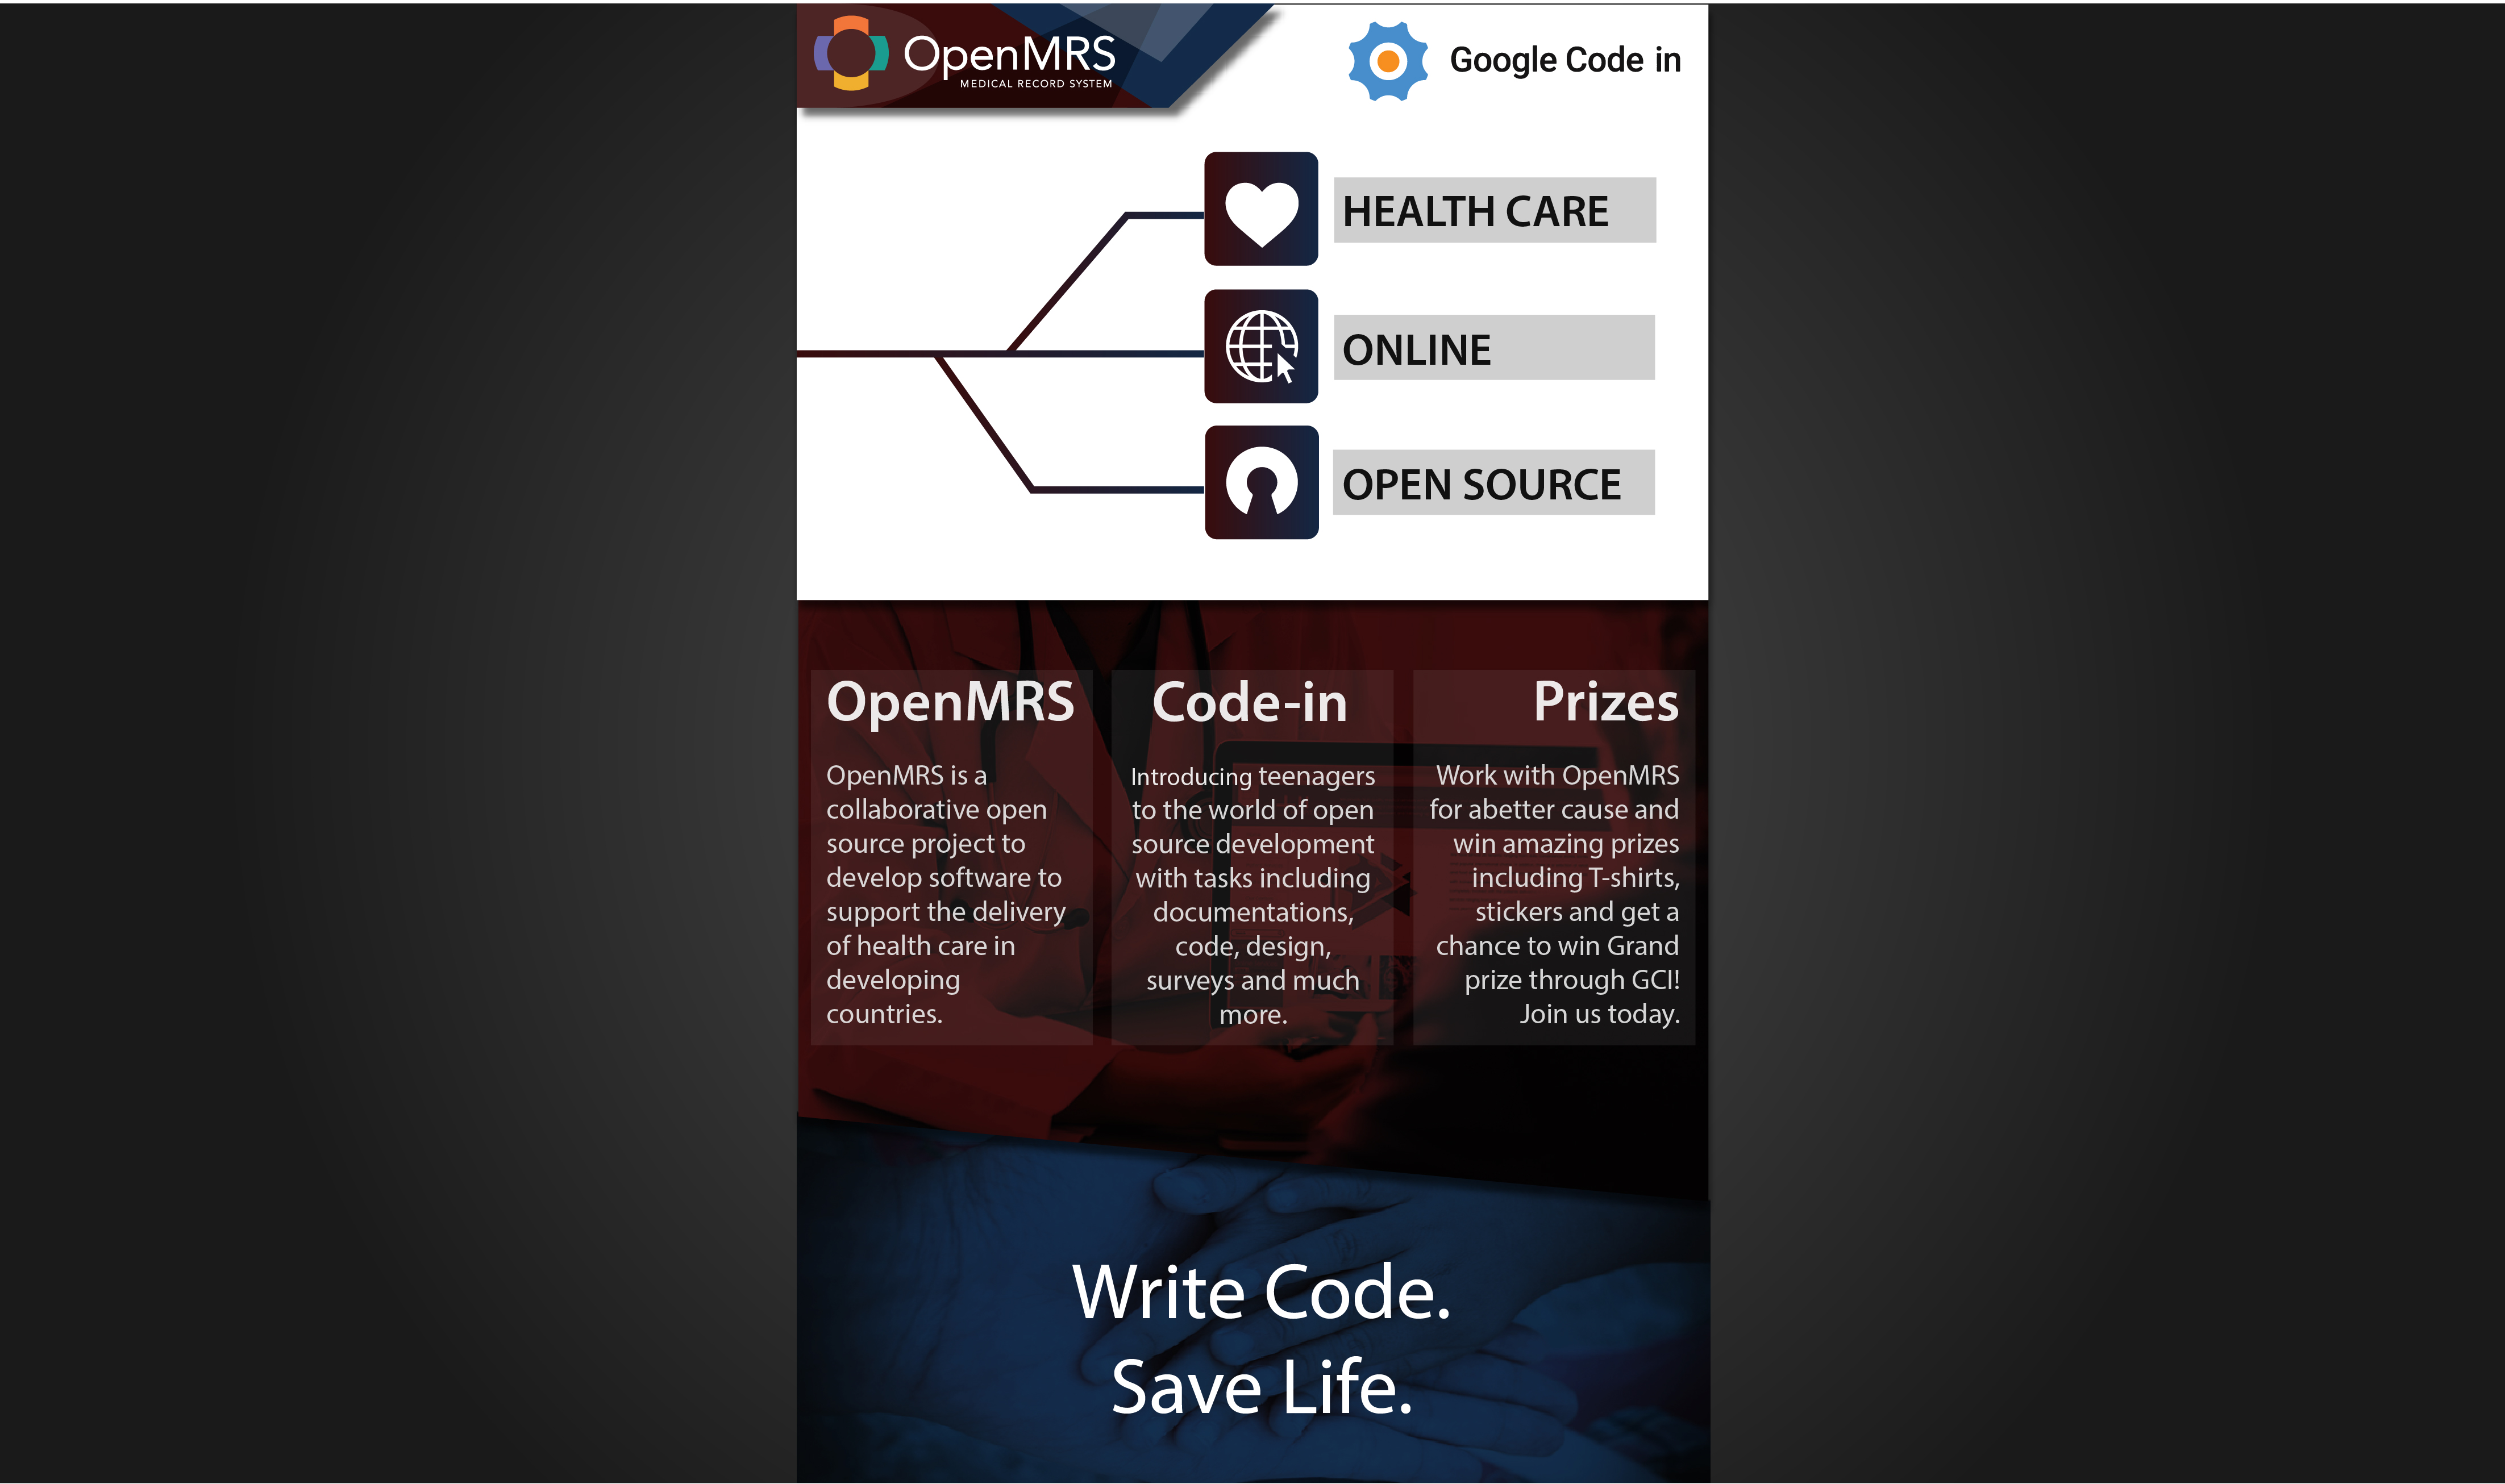 OpenMRS
MEDICAL RECORD SYSTEM
Google Code in
HEALTH CARE
ONLINE
OPEN SOURCE
OpenMRS
OpenMRS is a
collaborative open
source project to
develop software to
support the delivery
of health care in
developing
countries.
Code-in
Introducing teenagers
to the world of open
source development
with tasks including
documentations,
code, design,
surveys and much
more.
Prizes
Work with OpenMRS
for abetter cause and
win amazing prizes
including T-shirts,
stickers and get a
chance to win Grand
prize through GCI!
Join us today.
Write Code.
Save Life.